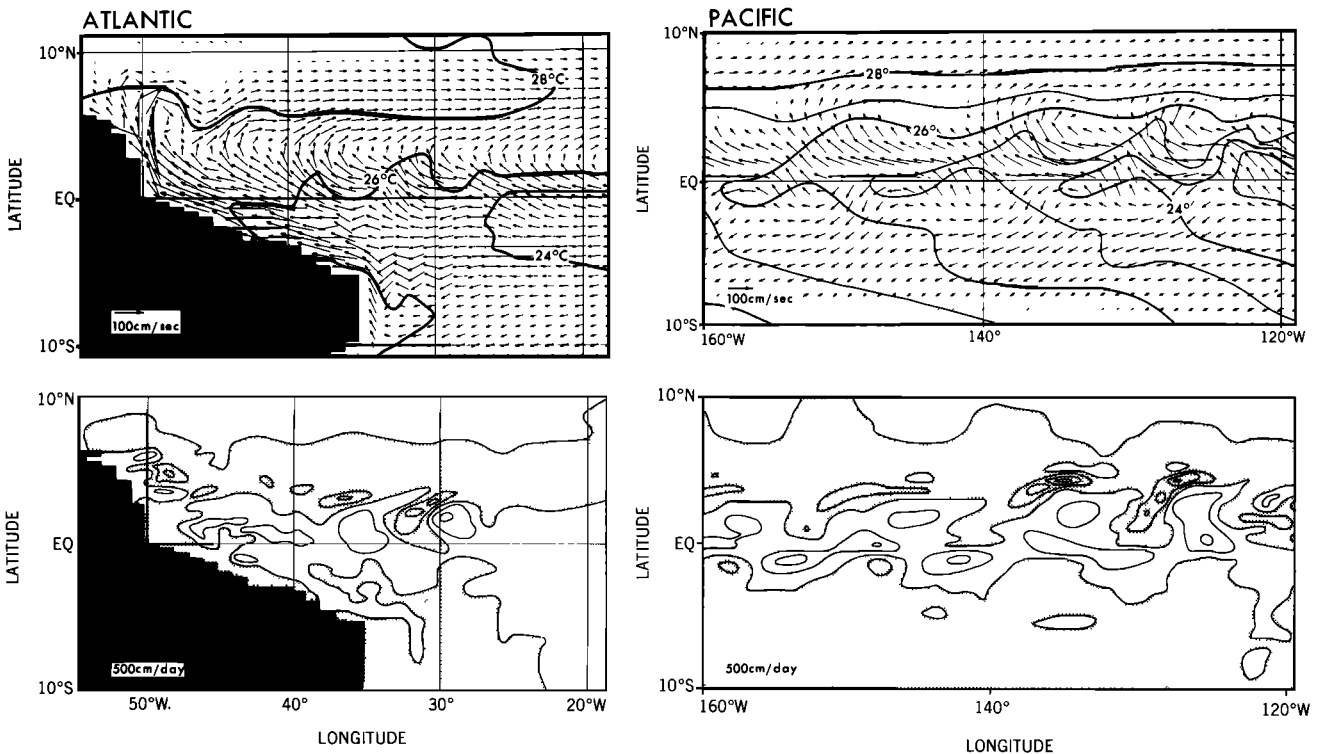 ATLANTIC
PACIFIC
10°N
EQ
10°S
LATITUDE
28°C
26°C
24°C
100cm/sec
10°N
EQ
10°S
LATITUDE
28°
26°
24°
100cm/sec
160°W
140°
120°W
10°N
EQ
10°S
LATITUDE
500cm/day
50°W.
40°
30°
20°W
LONGITUDE
10°N
EQ
10°S
LATITUDE
500cm/day
160°W
140°
120°W
LONGITUDE